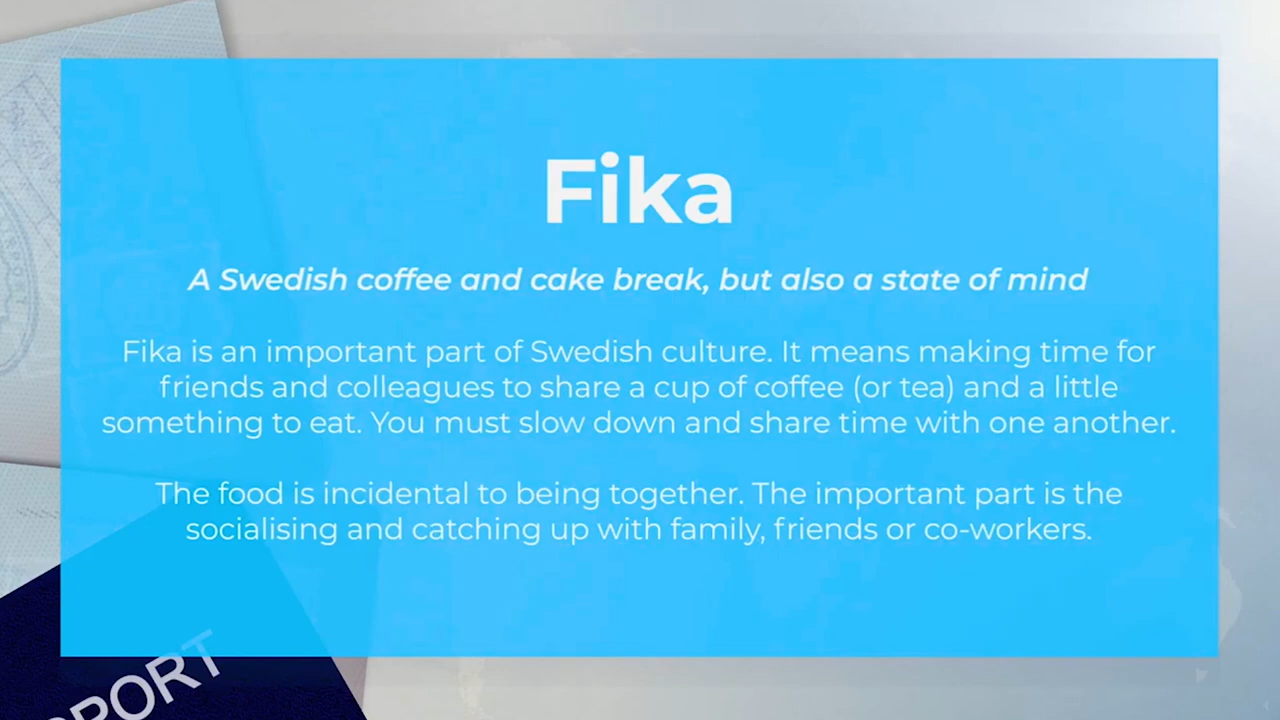 Fika
A Swedish coffee and cake break, but also a state of mind
Fika is an important part of Swedish culture. It means making time for
friends and colleagues to share a cup of coffee (or tea) and a little
something to eat. You must slow down and share time with one another.
The food is incidental to being together. The important part is the
socialising and catching up with family, friends or co-workers.
PORT